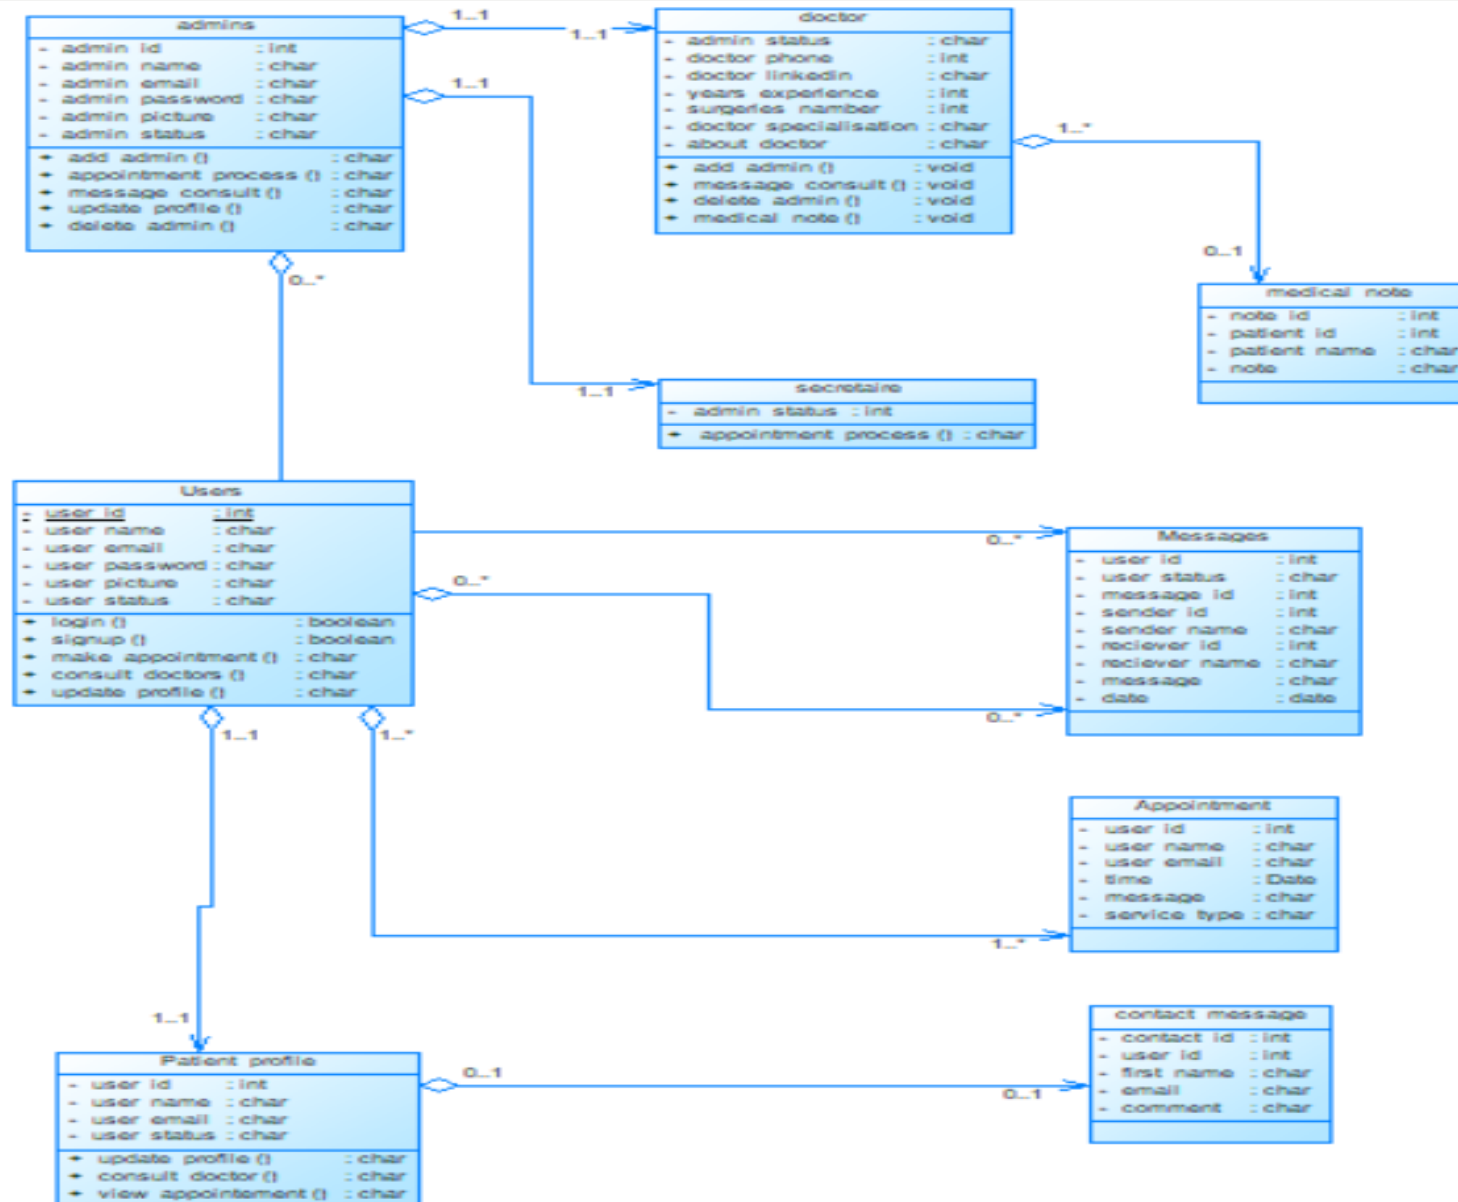 admins
- admin id : int
- admin name : char
- admin email : char
- admin password : char
- admin picture : char
- admin status : char
+ add admin () : char
+ appointment process () : char
+ message consult () : char
+ update profile () : char
+ delete admin () : char
1..1
1..1
doctor
- admin status : char
- doctor phone : int
- doctor linkedin : char
- years experience : int
- surgeries namber : int
- doctor specialisation : char
- about doctor : char
+ add admin () : void
+ message consult () : void
+ delete admin () : void
+ medical note () : void
1..1
1..1
1..*
0..1
medical note
- note id : int
- patient id : int
- patient name : char
- note : char
secretaire
- admin status : int
+ appointment process () : char
0..*
Users
- user id : int
- user name : char
- user email : char
- user password : char
- user picture : char
- user status : char
+ login () : boolean
+ signup () : boolean
+ make appointment () : char
+ consult doctors () : char
+ update profile () : char
0..*
0..*
0..*
Messages
- user id : int
- user status : char
- message id : int
- sender id : int
- sender name : char
- reciever id : int
- reciever name : char
- message : char
- date : date
1..1
1..*
1..*
Appointment
- user id : int
- user name : char
- user email : char
- time : Date
- message : char
- service type : char
1..1
Patient profile
- user id : int
- user name : char
- user email : char
- user status : char
+ update profile () : char
+ consult doctor () : char
+ view appointement () : char
0..1
0..1
contact message
- contact id : int
- user id : int
- first name : char
- email : char
- comment : char